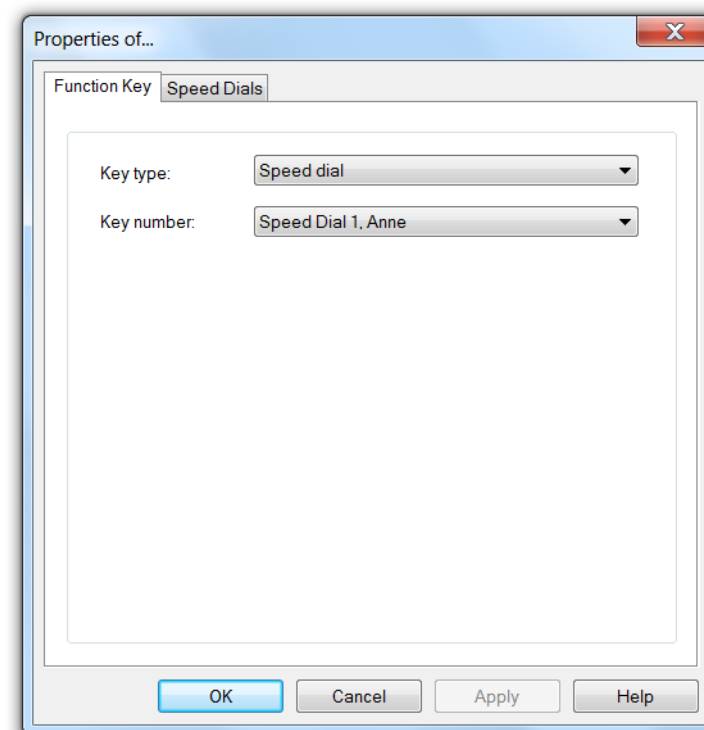 Properties of...
Function Key Speed Dials
Key type: Speed dial
Key number: Speed Dial 1, Anne
OK Cancel Apply Help